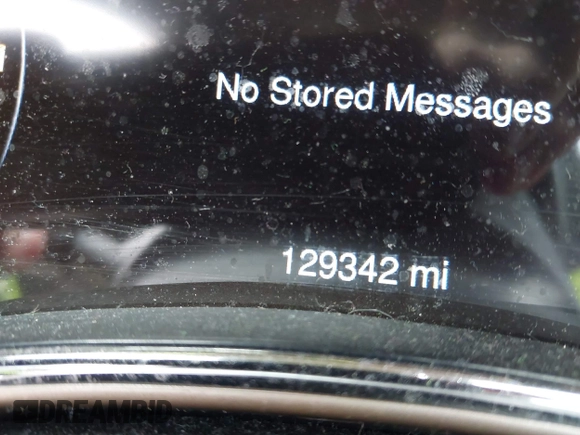 No Stored Messages
129342 mi
DREAMBID